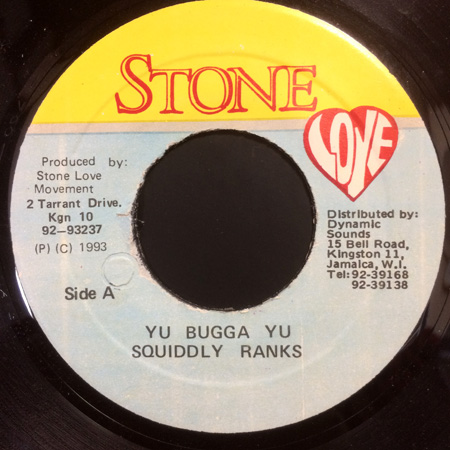 STONE
LOVE
Produced by:
Stone Love
Movement
2 Tarrant Drive.
Kgn 10
92-93237
(P) (C) 1993
Side A
Distributed by:
Dynamic
Sounds
15 Bell Road,
Kingston 11,
Jamaica, W.I.
Tel:92-39168
92-39138
YU BUGGA YU
SQUIDDLY RANKS